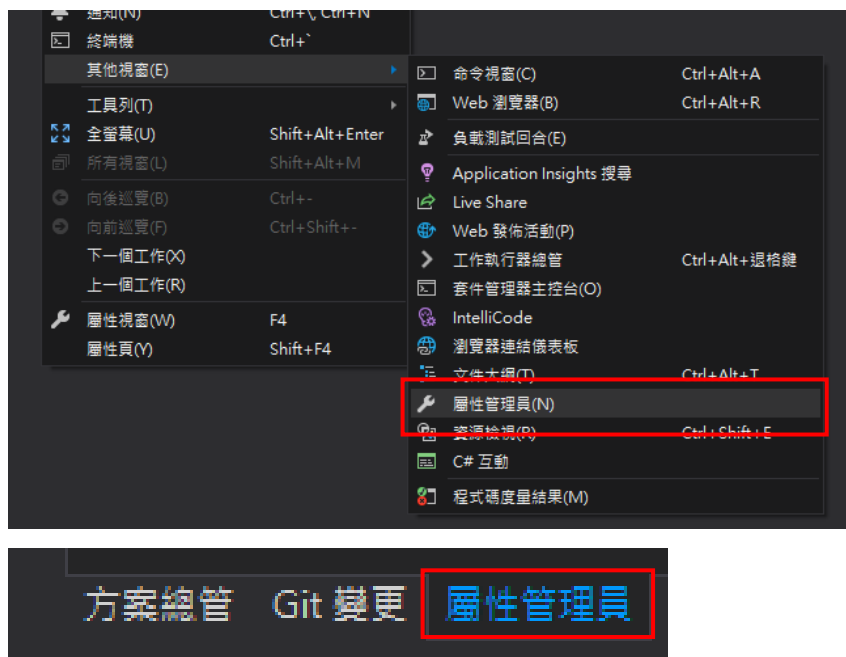 通知(N) Ctrl+\, Ctrl+N
終端機 Ctrl+`
其他視窗(E)
工具列(T)
全螢幕(U) Shift+Alt+Enter
所有視窗(L) Shift+Alt+M
向後巡覽(B) Ctrl+-
向前巡覽(F) Ctrl+Shift+-
下一個工作(X)
上一個工作(R)
屬性視窗(W) F4
屬性頁(Y) Shift+F4
命令視窗(C) Ctrl+Alt+A
Web 瀏覽器(B) Ctrl+Alt+R
負載測試回合(E)
Application Insights 搜尋
Live Share
Web 發佈活動(P)
工作執行器總管 Ctrl+Alt+退格鍵
套件管理器主控台(O)
IntelliCode
瀏覽器連結儀表板
文件大綱(T) Ctrl+Alt+T
屬性管理員(N)
資源檢視(R) Ctrl+Shift+E
C# 互動
程式碼度量結果(M)
方案總管 Git 變更 屬性管理員